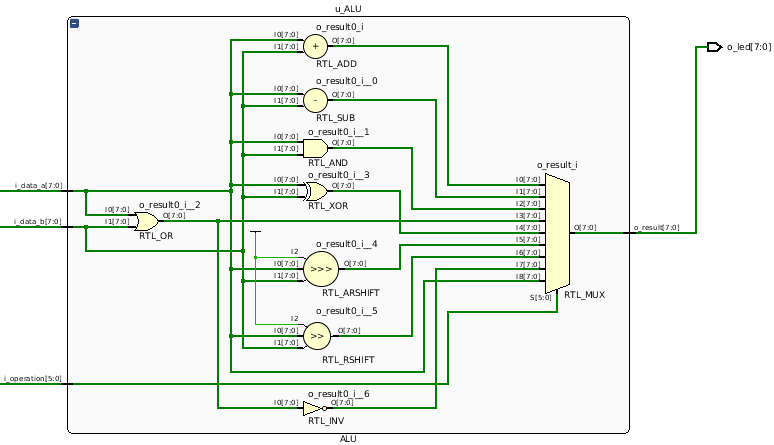 u_ALU
o_result0_i
I0[7:0]
I1[7:0]
+
O[7:0]
RTL_ADD
o_result0_i__0
I0[7:0]
I1[7:0]
-
O[7:0]
RTL_SUB
o_result0_i__1
I0[7:0]
I1[7:0]
O[7:0]
RTL_AND
o_result0_i__3
I0[7:0]
I1[7:0]
O[7:0]
RTL_XOR
i_data_a[7:0]
i_data_b[7:0]
o_result0_i__2
I0[7:0]
I1[7:0]
O[7:0]
RTL_OR
o_result0_i__4
I2
I0[7:0]
I1[7:0]
>>>
O[7:0]
RTL_ARSHIFT
o_result0_i__5
I2
I0[7:0]
I1[7:0]
>>
O[7:0]
RTL_RSHIFT
i_operation[5:0]
o_result0_i__6
I0[7:0]
O[7:0]
RTL_INV
o_result_i
I0[7:0]
I1[7:0]
I2[7:0]
I3[7:0]
I4[7:0]
I5[7:0]
I6[7:0]
I7[7:0]
I8[7:0]
S[5:0]
O[7:0]
RTL_MUX
o_result[7:0]
o_led[7:0]
ALU